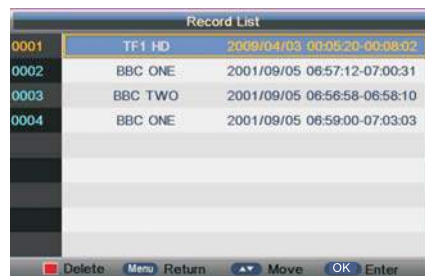 Record List
0001 TF1 HD 2009/04/03 00:05:20-00:08:02
0002 BBC ONE 2001/09/05 06:57:12-07:00:31
0003 BBC TWO 2001/09/05 06:56:58-06:58:10
0004 BBC ONE 2001/09/05 06:59:00-07:03:03
Delete Menu Return Move OK Enter